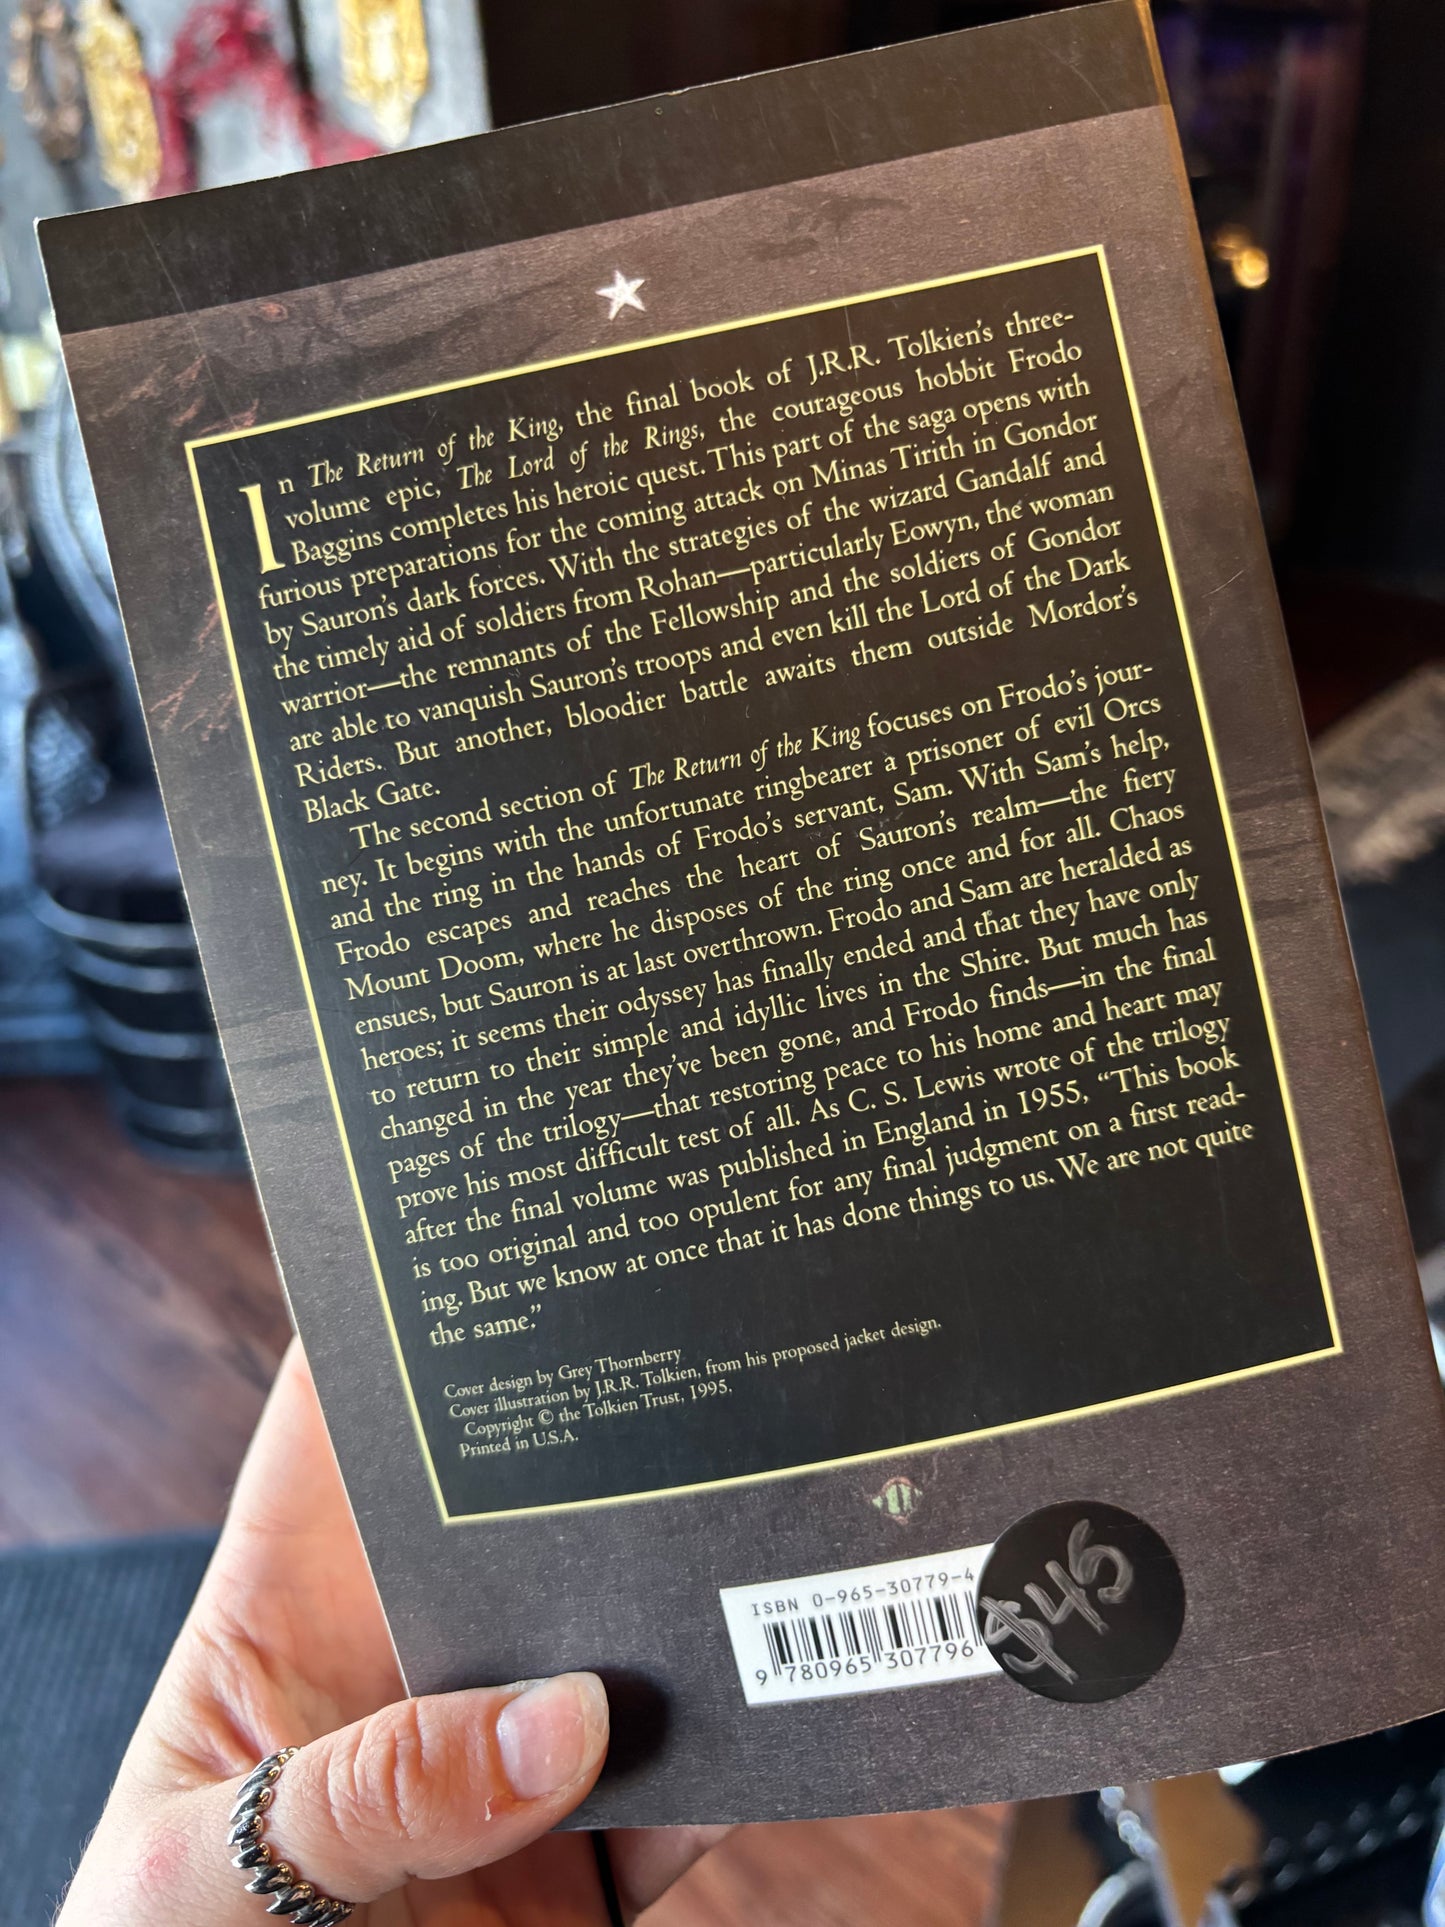 In The Return of the King, the final book of J.R.R. Tolkien's three-
volume epic, The Lord of the Rings, the courageous hobbit Frodo
Baggins completes his heroic quest. This part of the saga opens with
furious preparations for the coming attack on Minas Tirith in Gondor
by Sauron's dark forces. With the strategies of the wizard Gandalf and
the timely aid of soldiers from Rohan—particularly Eowyn, the woman
warrior—the remnants of the Fellowship and the soldiers of Gondor
are able to vanquish Sauron's troops and even kill the Lord of the Dark
Riders. But another, bloodier battle awaits them outside Mordor's
Black Gate.
The second section of The Return of the King focuses on Frodo's jour-
ney. It begins with the unfortunate ringbearer a prisoner of evil Orcs
and the ring in the hands of Frodo's servant, Sam. With Sam's help,
Frodo escapes and reaches the heart of Sauron's realm—the fiery
Mount Doom, where he disposes of the ring once and for all. Chaos
ensues, but Sauron is at last overthrown. Frodo and Sam are heralded as
heroes; it seems their odyssey has finally ended and that they have only
to return to their simple and idyllic lives in the Shire. But much has
changed in the year they've been gone, and Frodo finds—in the final
pages of the trilogy—that restoring peace to his home and heart may
prove his most difficult test of all. As C. S. Lewis wrote of the trilogy
after the final volume was published in England in 1955, "This book
is too original and too opulent for any final judgment on a first read-
ing. But we know at once that it has done things to us. We are not quite
the same."
Cover design by Grey Thornberry
Cover illustration by J.R.R. Tolkien, from his proposed jacket design.
Copyright © the Tolkien Trust, 1995.
Printed in U.S.A.
ISBN 0-965-30779-4
9 780965 307796
$45